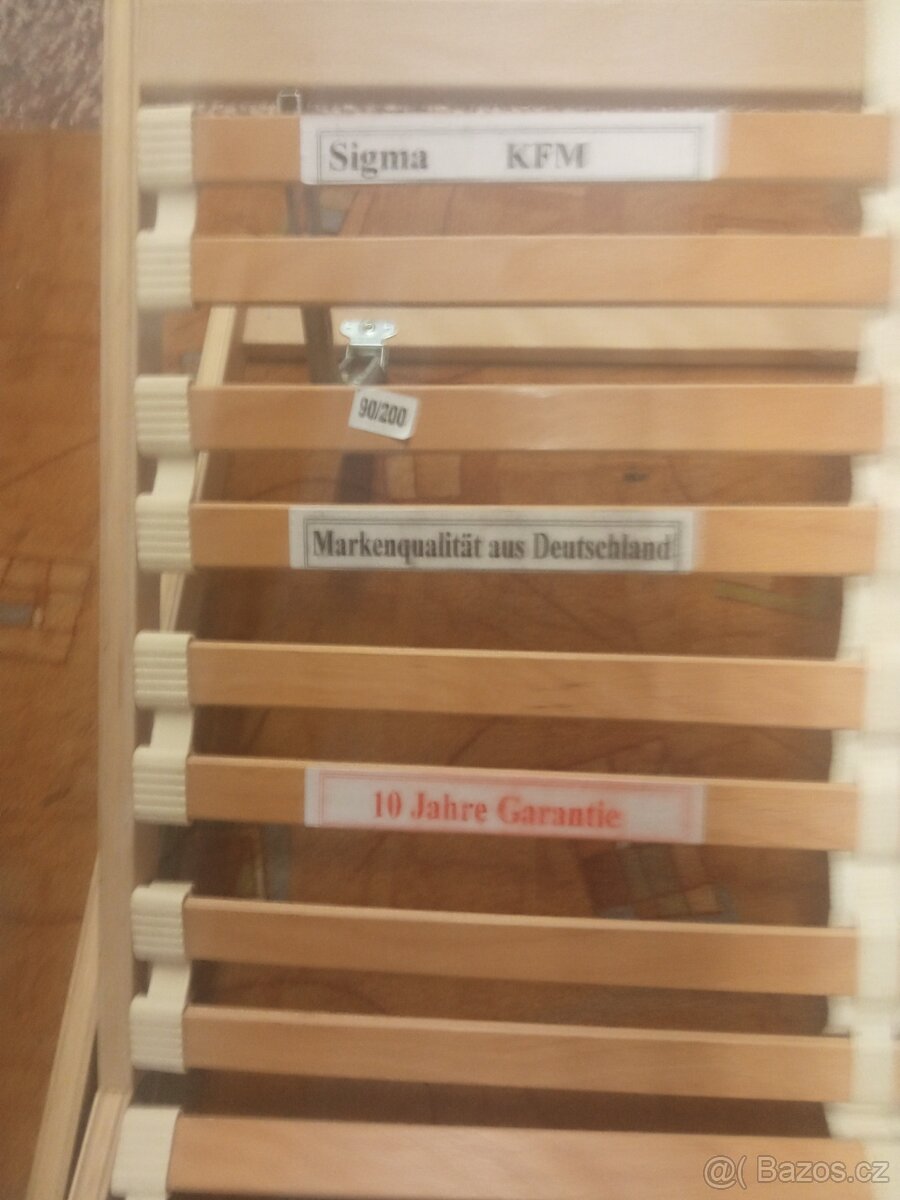 Sigma KFM
90/200
Markenqualität aus Deutschland
10 Jahre Garantie
@( Bazos.cz